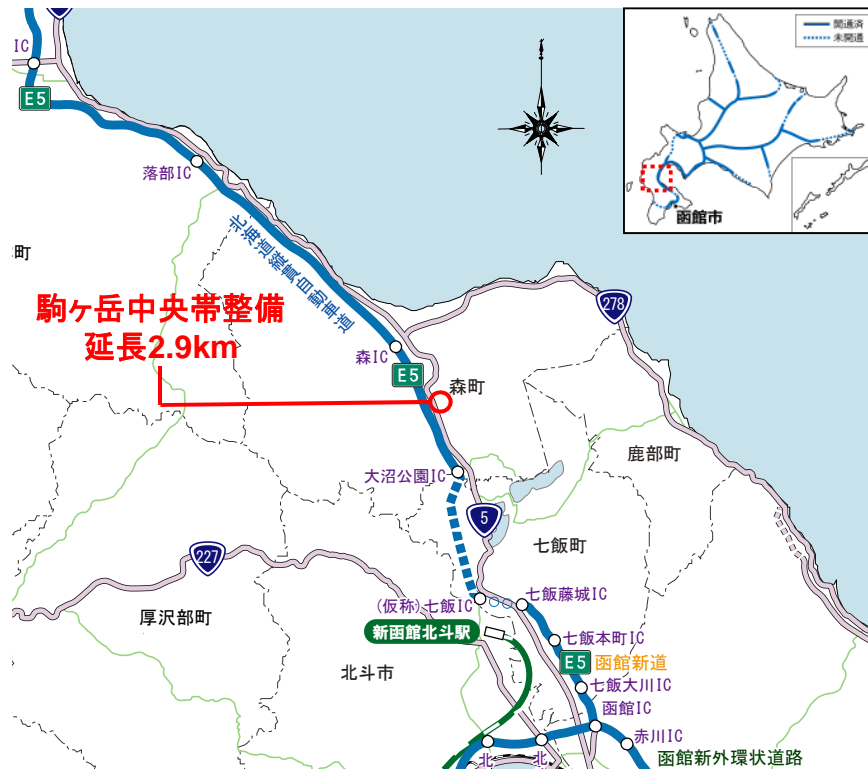 IC
E5
開通済
未開通
函館市
落部IC
北海道縦貫自動車道
町
278
駒ヶ岳中央帯整備
延長2.9km
森IC
E5
森町
鹿部町
大沼公園IC
5
七飯町
227
(仮称)七飯IC
七飯藤城IC
厚沢部町
新函館北斗駅
七飯本町IC
E5
函館新道
北斗市
七飯大川IC
函館IC
赤川IC
北
北
函館新外環状道路